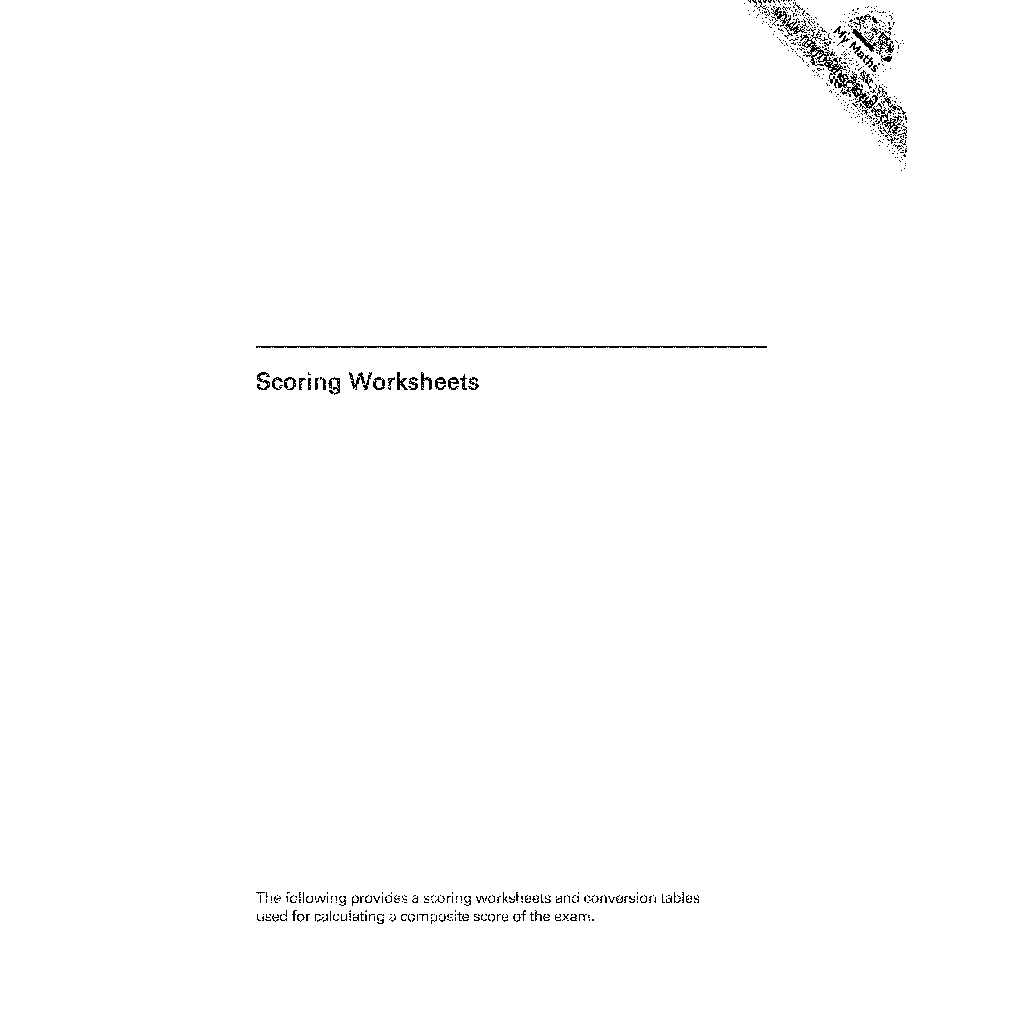 My Maths
Scoring Worksheets
The following provides a scoring worksheets and conversion tables
used for calculating a composite score of the exam.